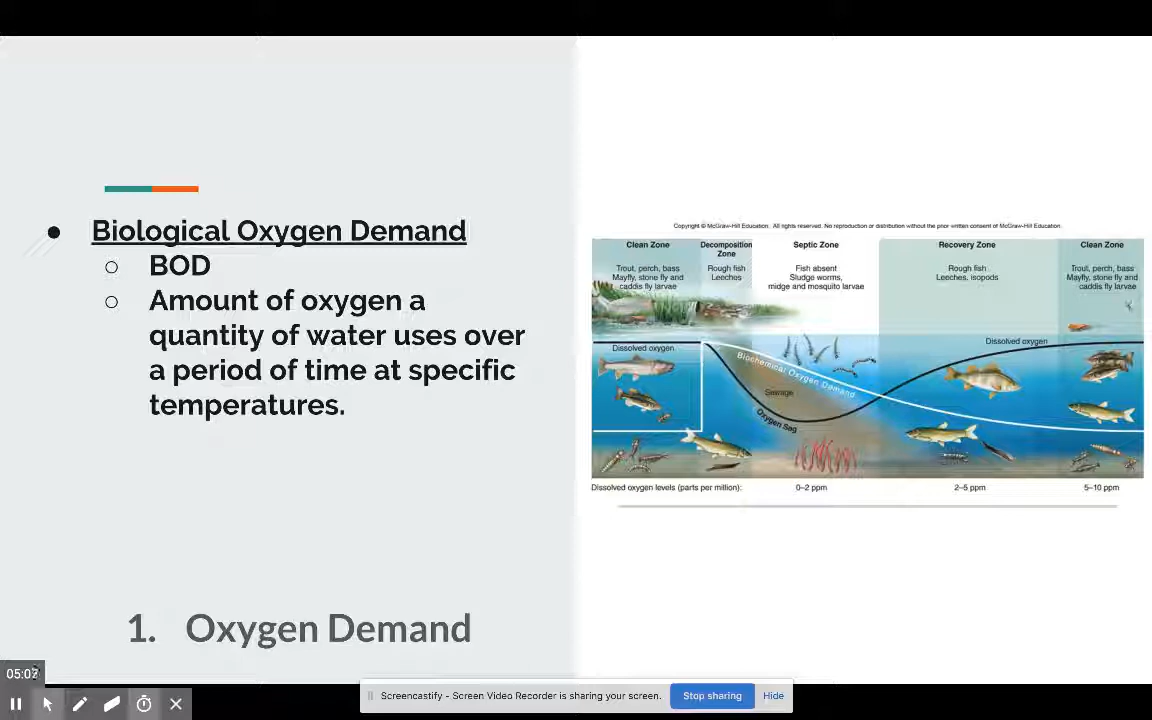 ● Biological Oxygen Demand
○ BOD
○ Amount of oxygen a
quantity of water uses over
a period of time at specific
temperatures.
1. Oxygen Demand
Copyright © McGraw-Hill Education. All rights reserved. No reproduction or distribution without the prior written consent of McGraw-Hill Education.
Clean Zone
Trout, perch, bass
Mayfly, stone fly and
caddis fly larvae
Decomposition
Zone
Rough fish
Leeches
Septic Zone
Fish absent
Sludge worms,
midge and mosquito larvae
Recovery Zone
Rough fish
Leeches, isopods
Clean Zone
Trout, perch, bass
Mayfly, stone fly and
caddis fly larvae
Dissolved oxygen
Biochemical Oxygen Demand
Dissolved oxygen
Sewage
Oxygen Sag
Dissolved oxygen levels (parts per million): 0–2 ppm 2–5 ppm 5–10 ppm
05:07
Screencastify - Screen Video Recorder is sharing your screen. Stop sharing Hide